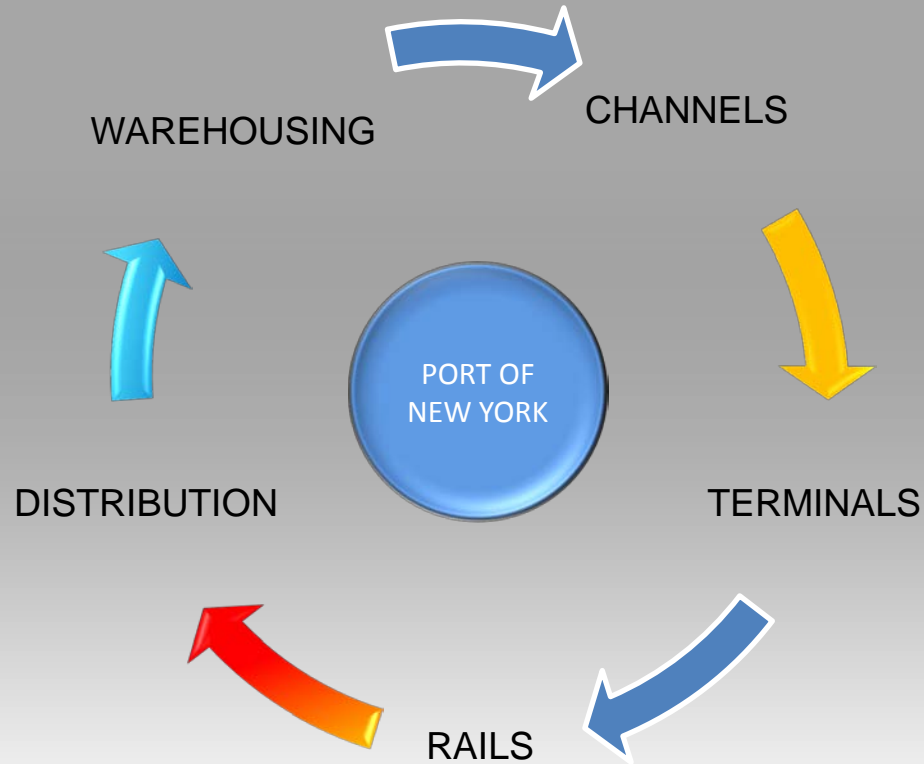 WAREHOUSING
CHANNELS
PORT OF
NEW YORK
DISTRIBUTION
TERMINALS
RAILS